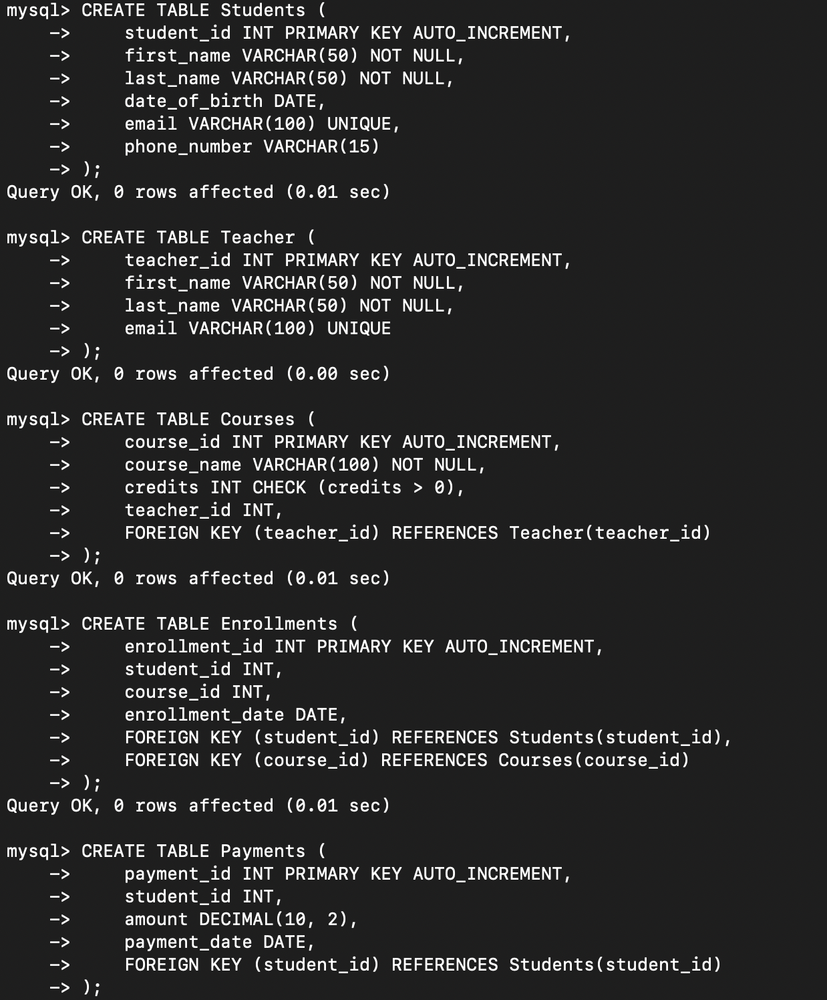 mysql> CREATE TABLE Students (
    ->     student_id INT PRIMARY KEY AUTO_INCREMENT,
    ->     first_name VARCHAR(50) NOT NULL,
    ->     last_name VARCHAR(50) NOT NULL,
    ->     date_of_birth DATE,
    ->     email VARCHAR(100) UNIQUE,
    ->     phone_number VARCHAR(15)
    -> );
Query OK, 0 rows affected (0.01 sec)

mysql> CREATE TABLE Teacher (
    ->     teacher_id INT PRIMARY KEY AUTO_INCREMENT,
    ->     first_name VARCHAR(50) NOT NULL,
    ->     last_name VARCHAR(50) NOT NULL,
    ->     email VARCHAR(100) UNIQUE
    -> );
Query OK, 0 rows affected (0.00 sec)

mysql> CREATE TABLE Courses (
    ->     course_id INT PRIMARY KEY AUTO_INCREMENT,
    ->     course_name VARCHAR(100) NOT NULL,
    ->     credits INT CHECK (credits > 0),
    ->     teacher_id INT,
    ->     FOREIGN KEY (teacher_id) REFERENCES Teacher(teacher_id)
    -> );
Query OK, 0 rows affected (0.01 sec)

mysql> CREATE TABLE Enrollments (
    ->     enrollment_id INT PRIMARY KEY AUTO_INCREMENT,
    ->     student_id INT,
    ->     course_id INT,
    ->     enrollment_date DATE,
    ->     FOREIGN KEY (student_id) REFERENCES Students(student_id),
    ->     FOREIGN KEY (course_id) REFERENCES Courses(course_id)
    -> );
Query OK, 0 rows affected (0.01 sec)

mysql> CREATE TABLE Payments (
    ->     payment_id INT PRIMARY KEY AUTO_INCREMENT,
    ->     student_id INT,
    ->     amount DECIMAL(10, 2),
    ->     payment_date DATE,
    ->     FOREIGN KEY (student_id) REFERENCES Students(student_id)
    -> );